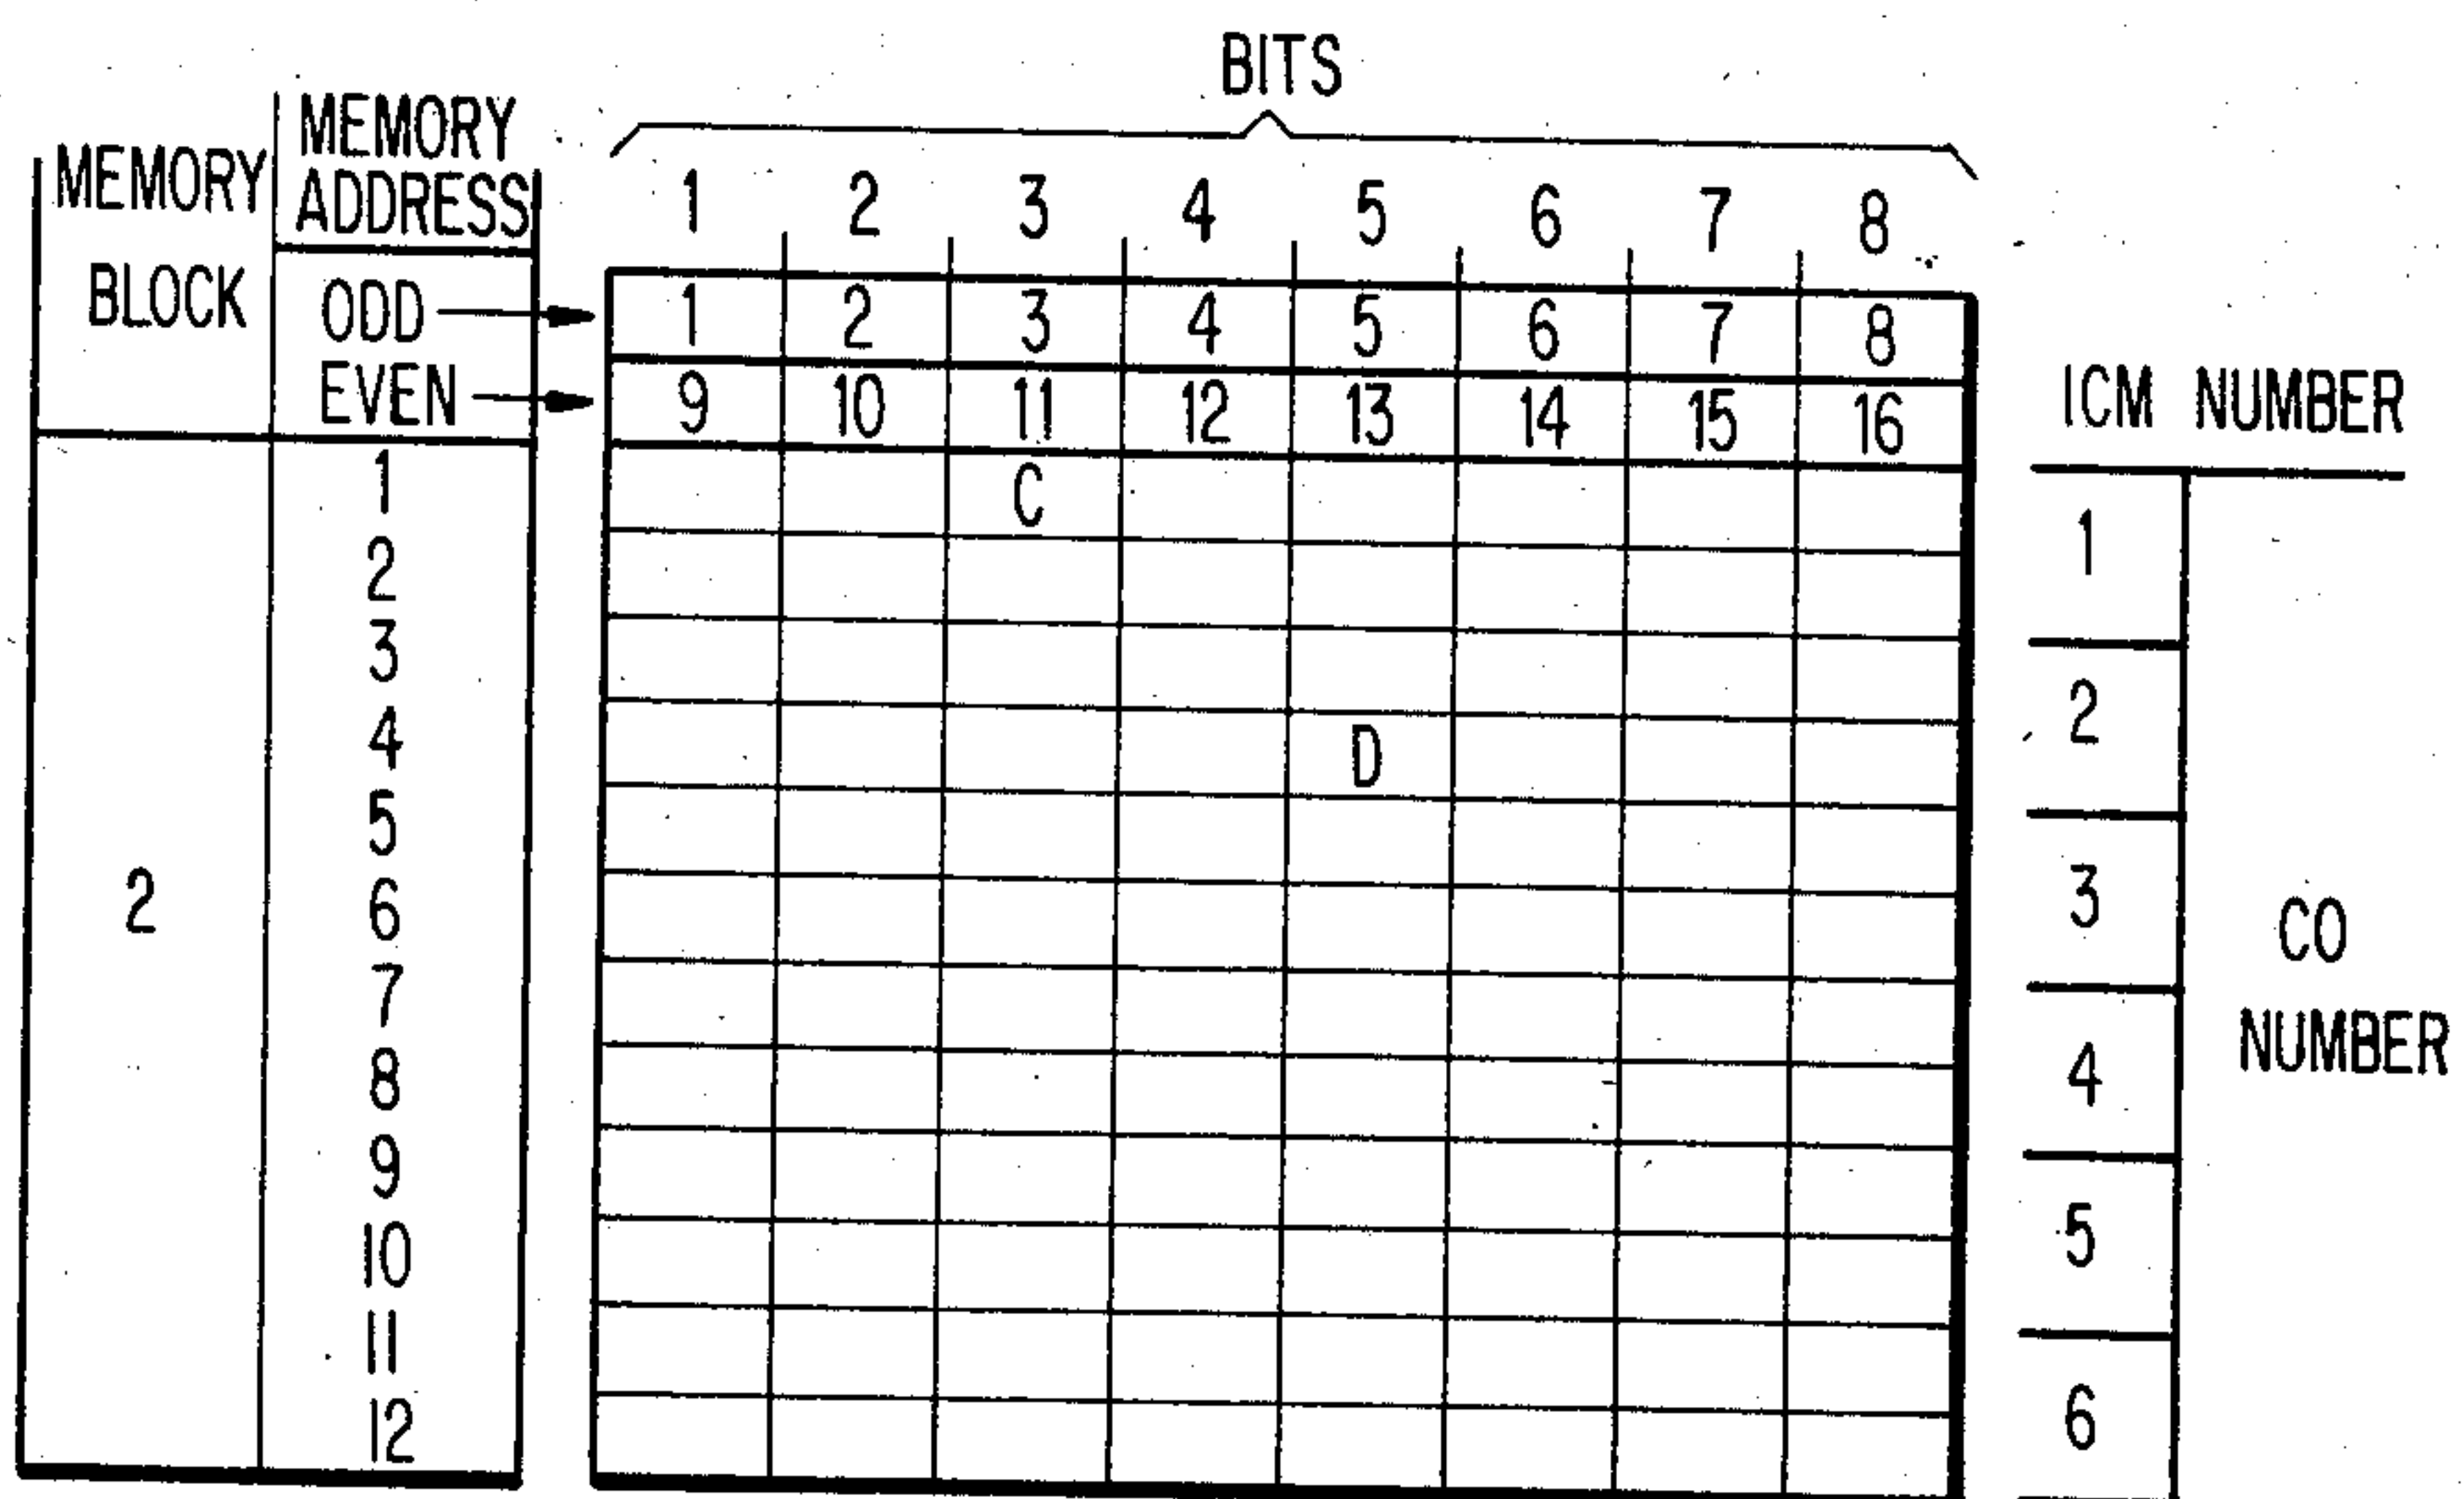 BITS
MEMORY BLOCK
MEMORY ADDRESS
1 2 3 4 5 6 7 8
ODD 1 2 3 4 5 6 7 8
EVEN 9 10 11 12 13 14 15 16
ICM NUMBER
2
1 C
2
3
4 D
5
6
7
8
9
10
11
12
1
2
3
4
5
6
CO
NUMBER